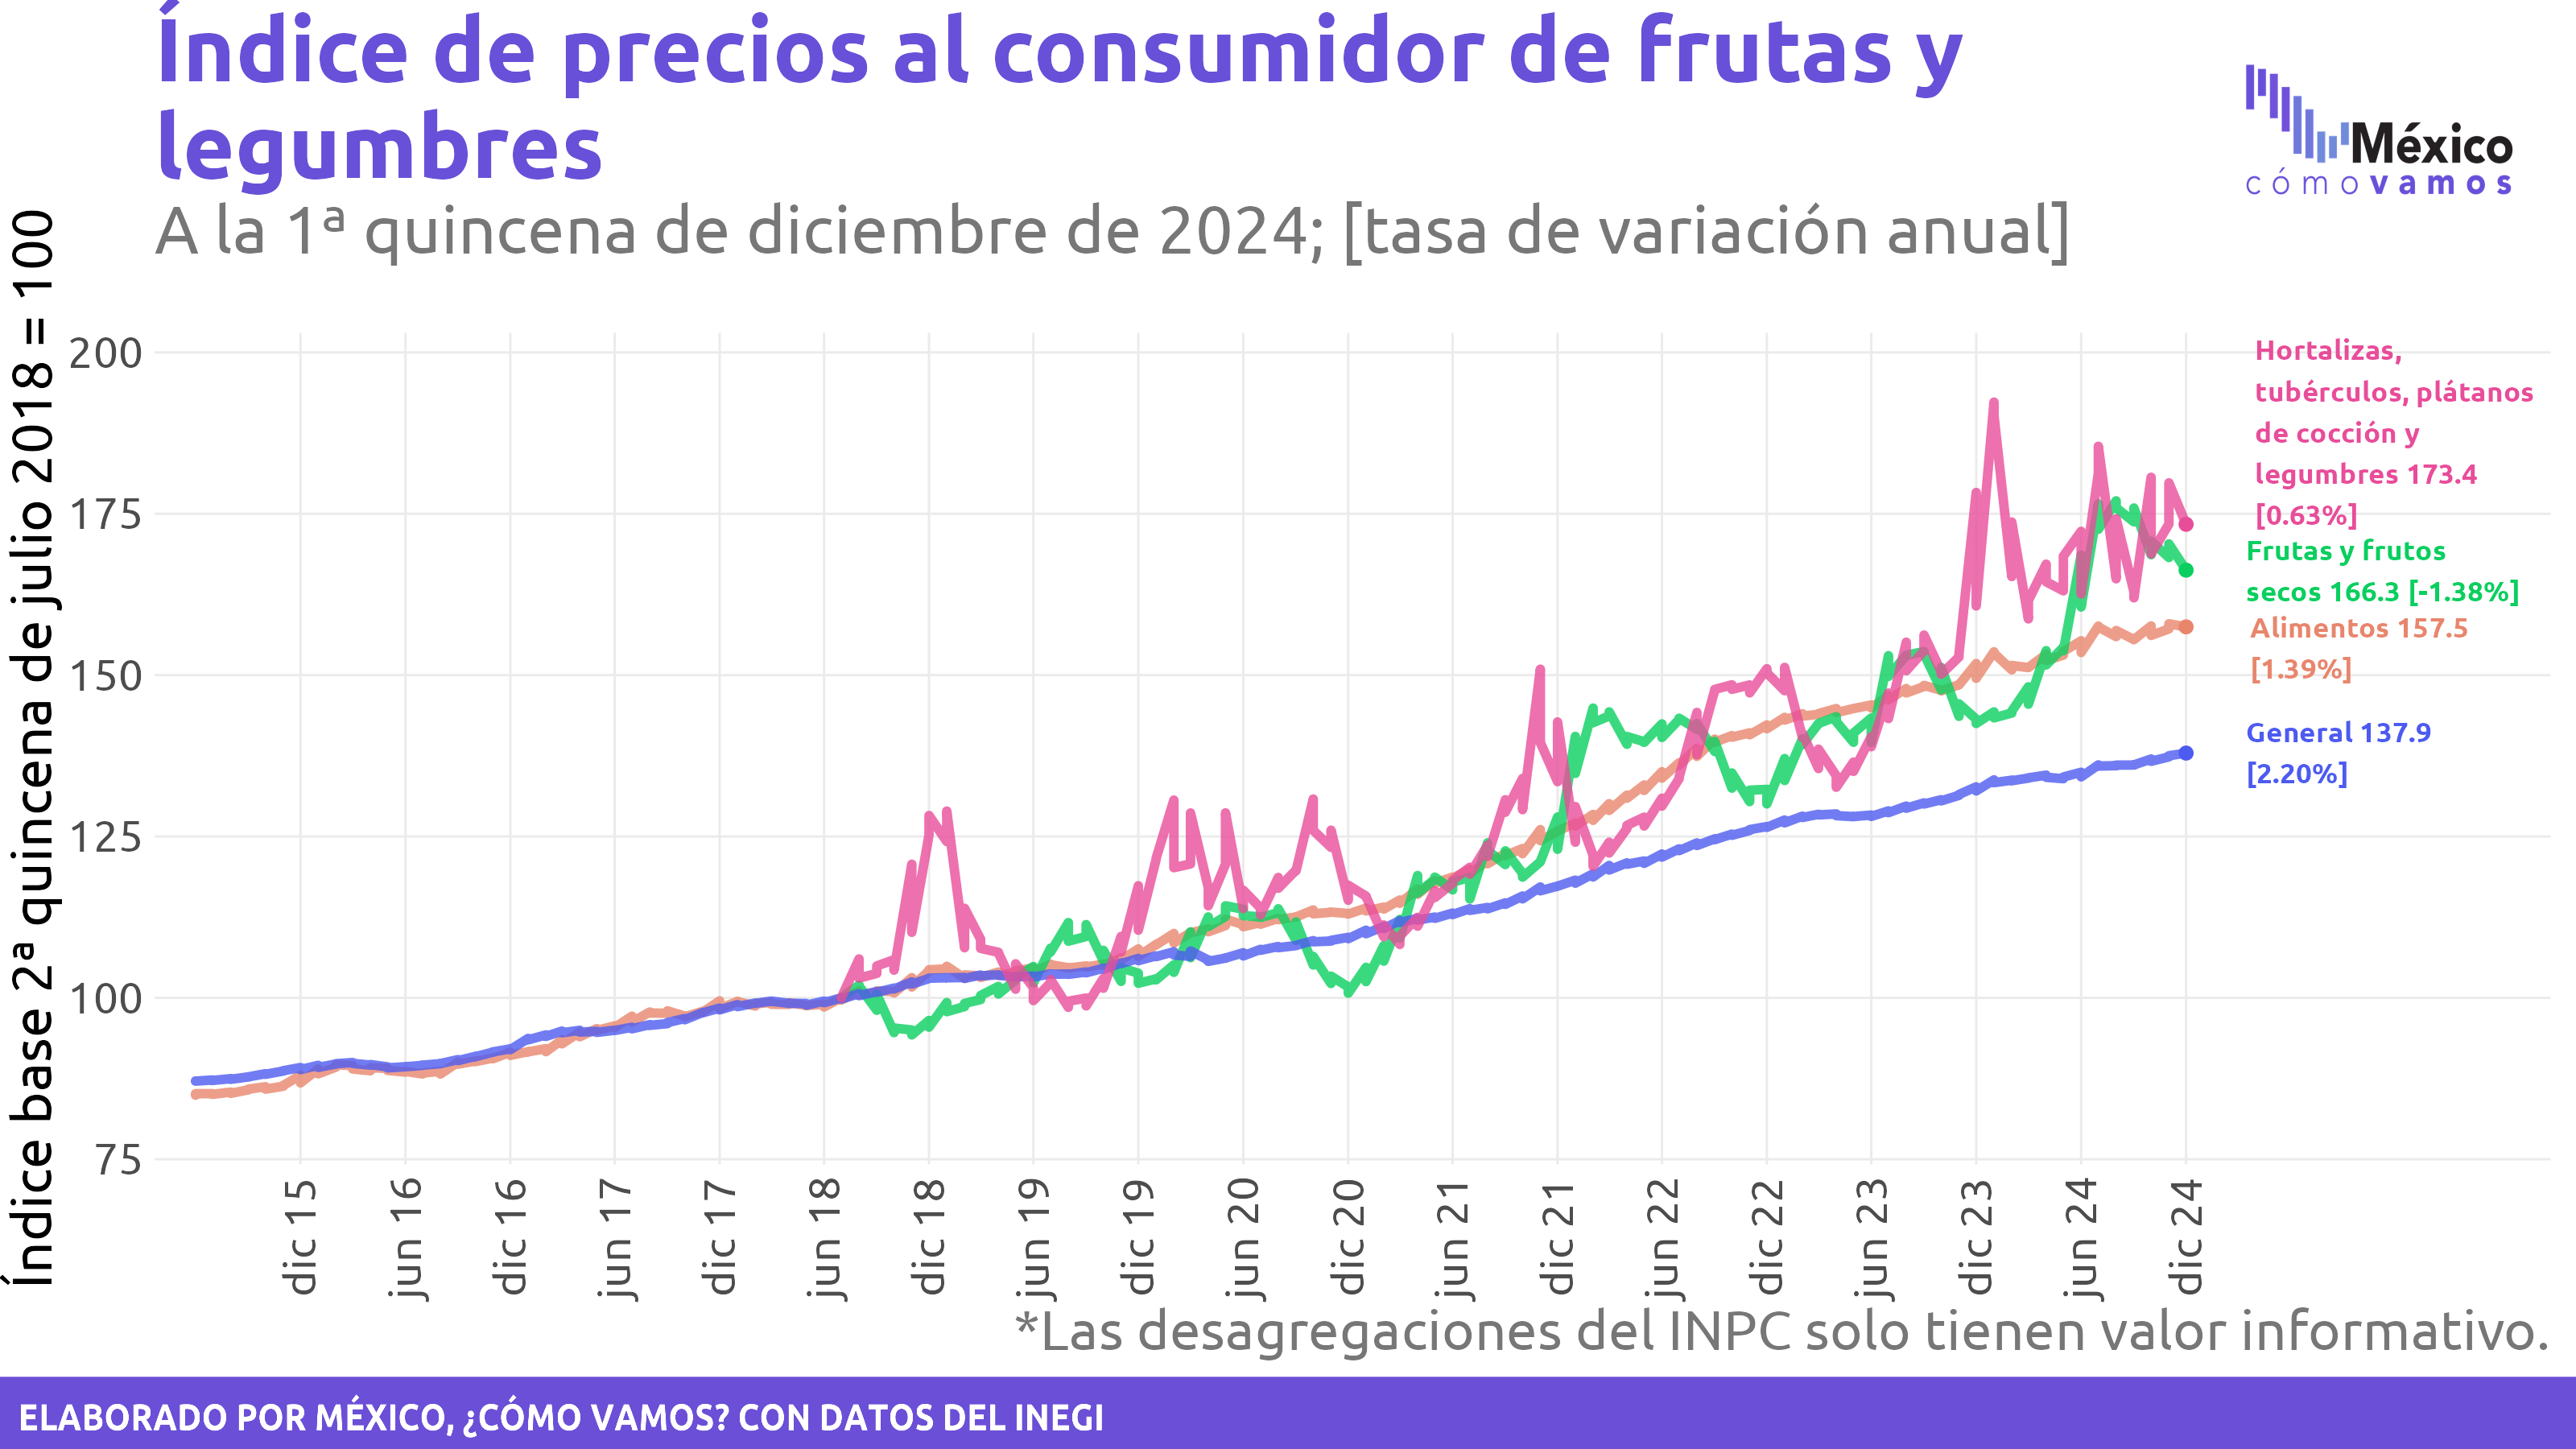 Índice de precios al consumidor de frutas y
legumbres
A la 1ª quincena de diciembre de 2024; [tasa de variación anual]
México
cómo vamos
Índice base 2ª quincena de julio 2018 = 100
200
175
150
125
100
75
Hortalizas,
tubérculos, plátanos
de cocción y
legumbres 173.4
[0.63%]
Frutas y frutos
secos 166.3 [-1.38%]
Alimentos 157.5
[1.39%]
General 137.9
[2.20%]
dic 15
jun 16
dic 16
jun 17
dic 17
jun 18
dic 18
jun 19
dic 19
jun 20
dic 20
jun 21
dic 21
jun 22
dic 22
jun 23
dic 23
jun 24
dic 24
*Las desagregaciones del INPC solo tienen valor informativo.
ELABORADO POR MÉXICO, ¿CÓMO VAMOS? CON DATOS DEL INEGI